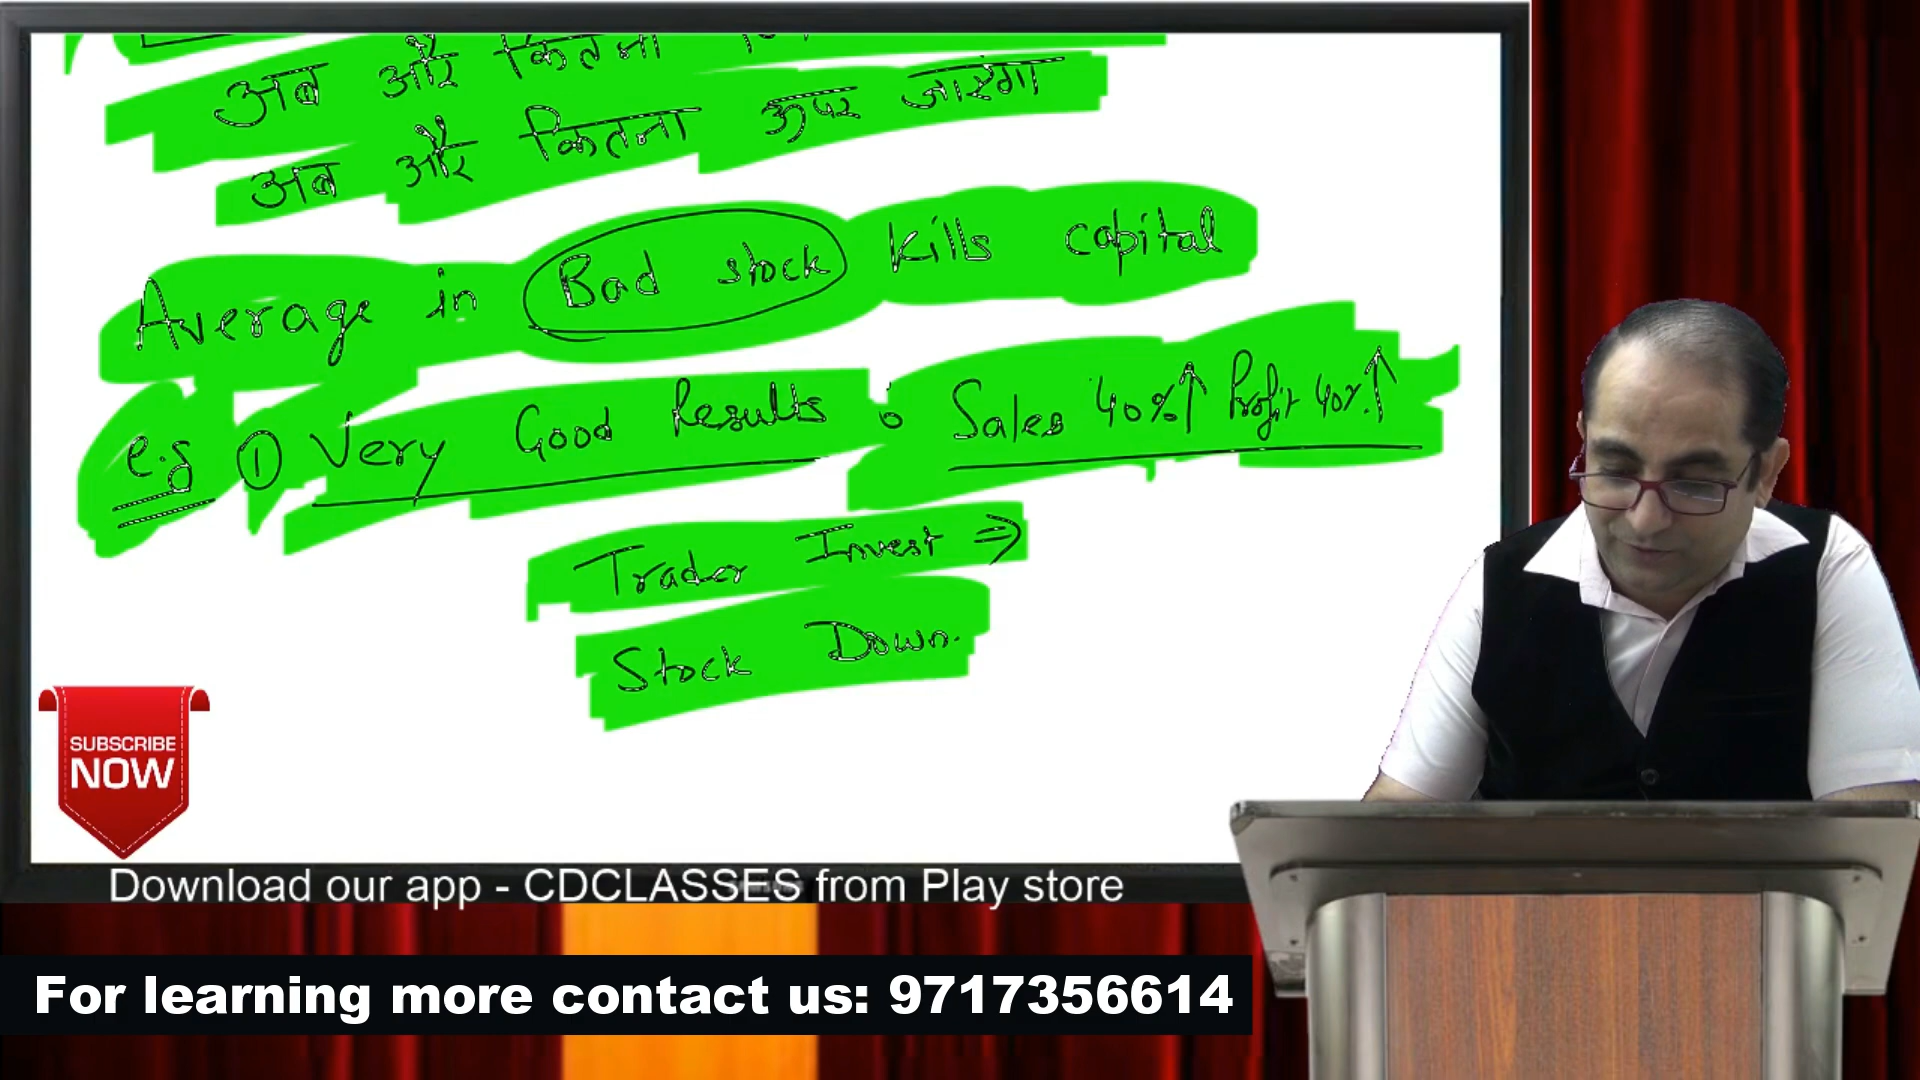 अब और कितना
अब और कितना ऊपर जाएगा
Average in Bad stock kills capital
e.g ① Very Good Results : Sales 40%↑ Profit 40%↑
Trader Invest ⇒
Stock Down.
SUBSCRIBE
NOW
Download our app - CDCLASSES from Play store
For learning more contact us: 9717356614